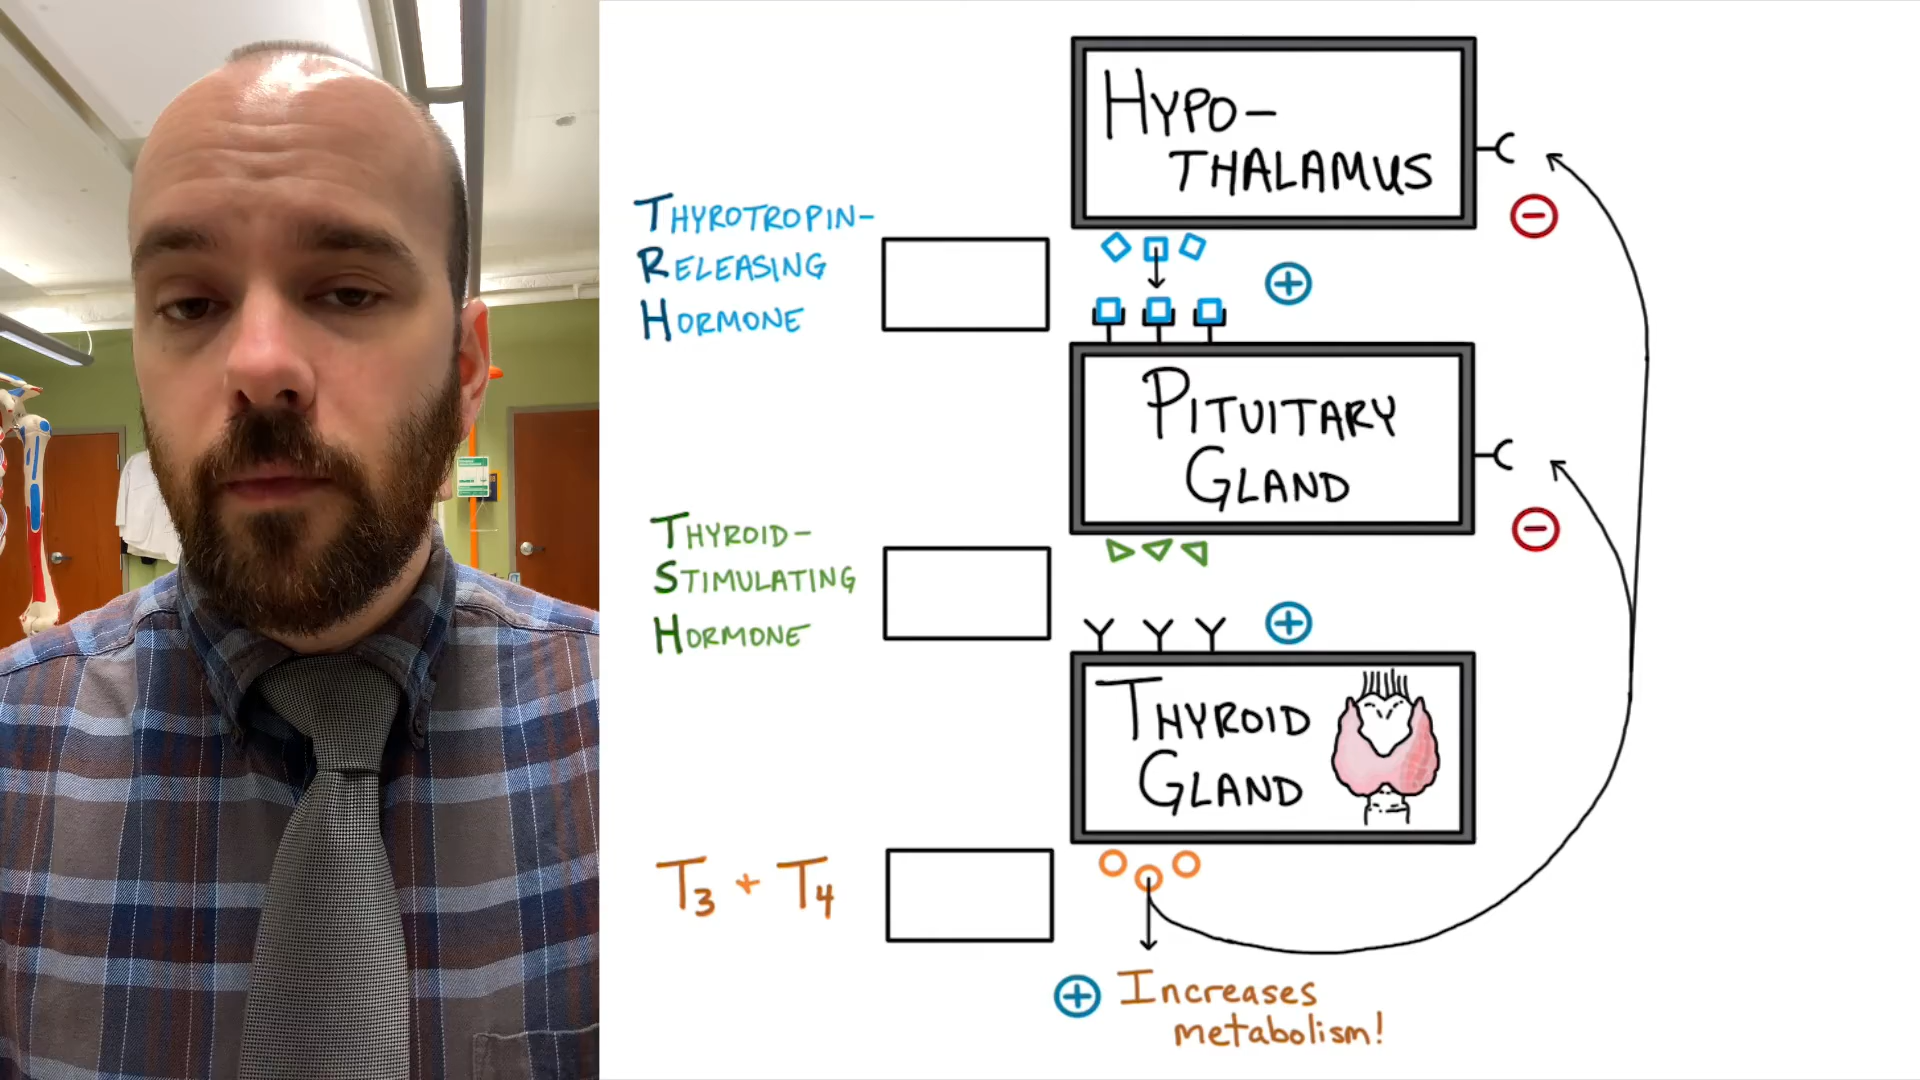 HYPO-
THALAMUS
THYROTROPIN-
RELEASING
HORMONE
PITUITARY
GLAND
THYROID-
STIMULATING
HORMONE
THYROID
GLAND
T3 + T4
INCREASES
metabolism!